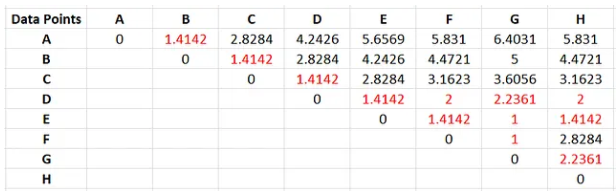 Data Points A B C D E F G H
A 0 1.4142 2.8284 4.2426 5.6569 5.831 6.4031 5.831
B 0 1.4142 2.8284 4.2426 4.4721 5 4.4721
C 0 1.4142 2.8284 3.1623 3.6056 3.1623
D 0 1.4142 2 2.2361 2
E 0 1.4142 1 1.4142
F 0 1 2.8284
G 0 2.2361
H 0